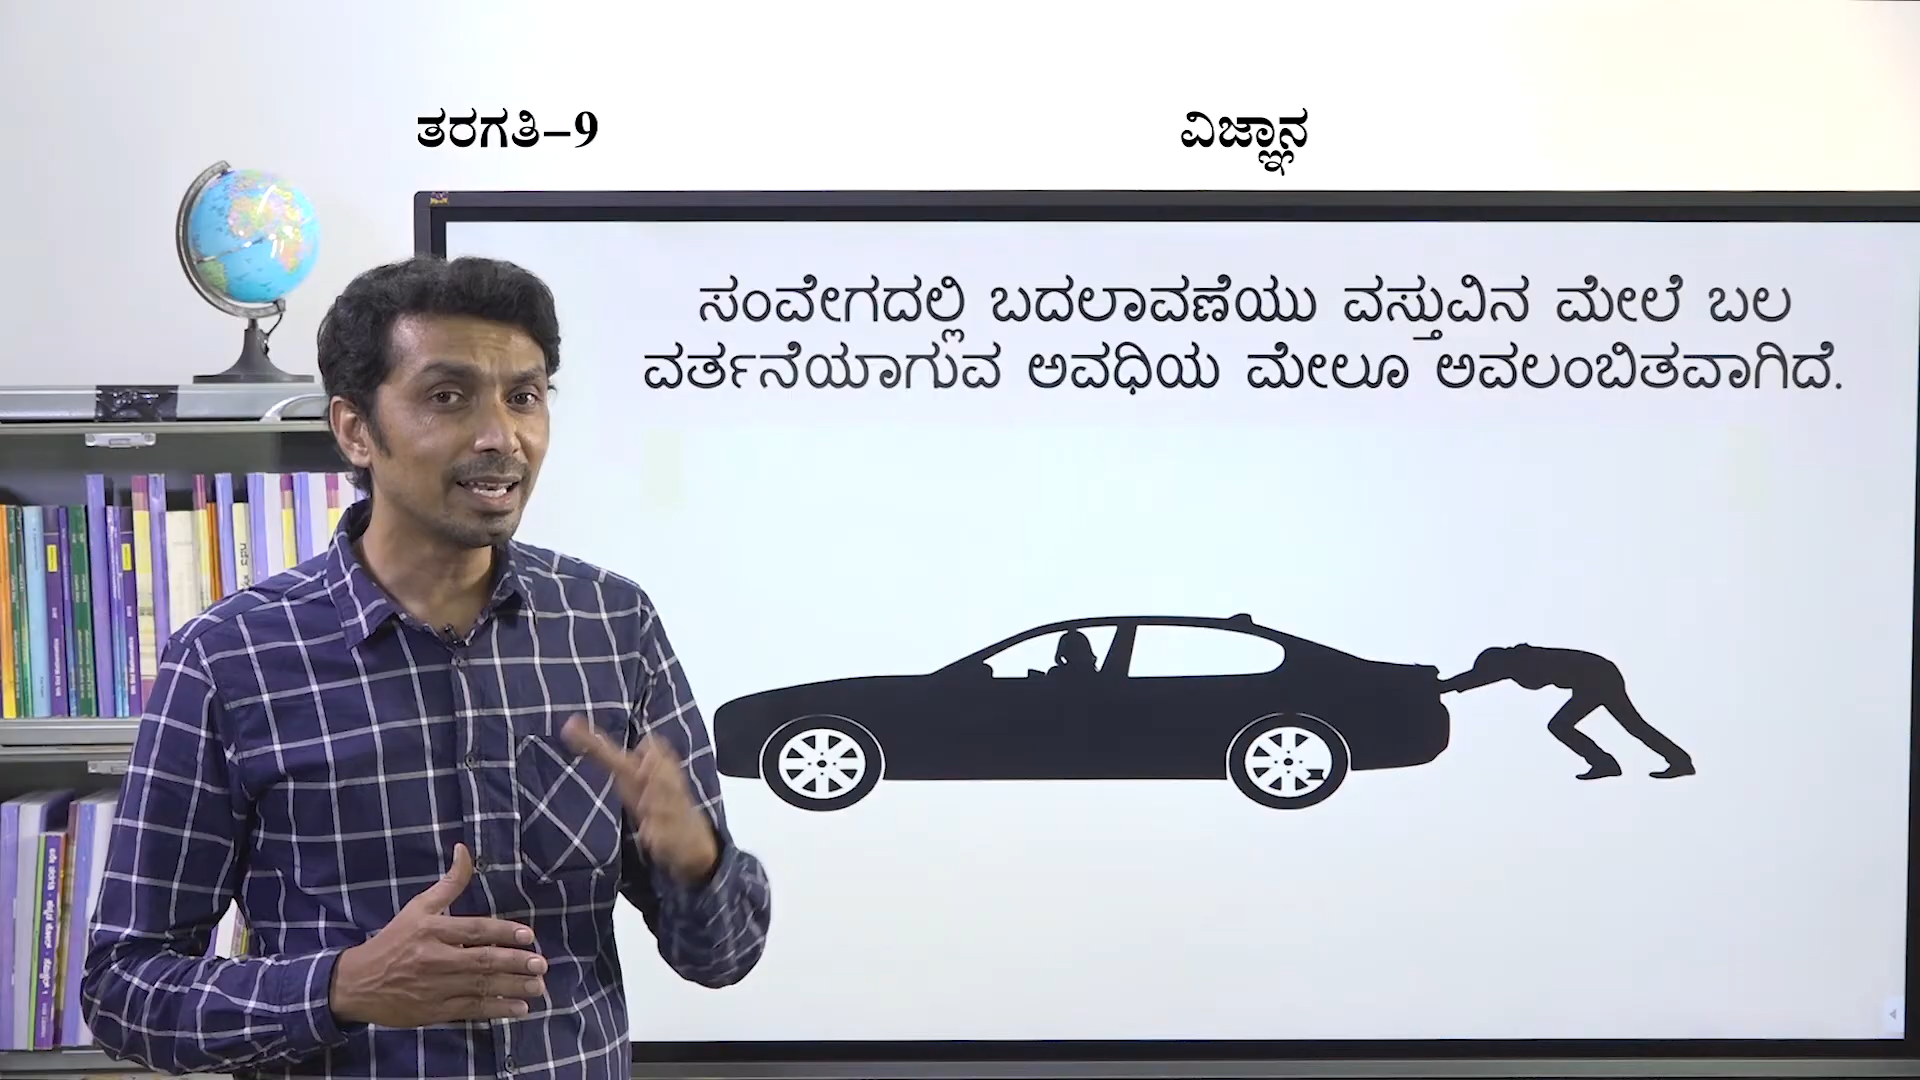 ತರಗತಿ–9
ವಿಜ್ಞಾನ
ಸಂವೇಗದಲ್ಲಿ ಬದಲಾವಣೆಯು ವಸ್ತುವಿನ ಮೇಲೆ ಬಲ
ವರ್ತನೆಯಾಗುವ ಅವಧಿಯ ಮೇಲೂ ಅವಲಂಬಿತವಾಗಿದೆ.